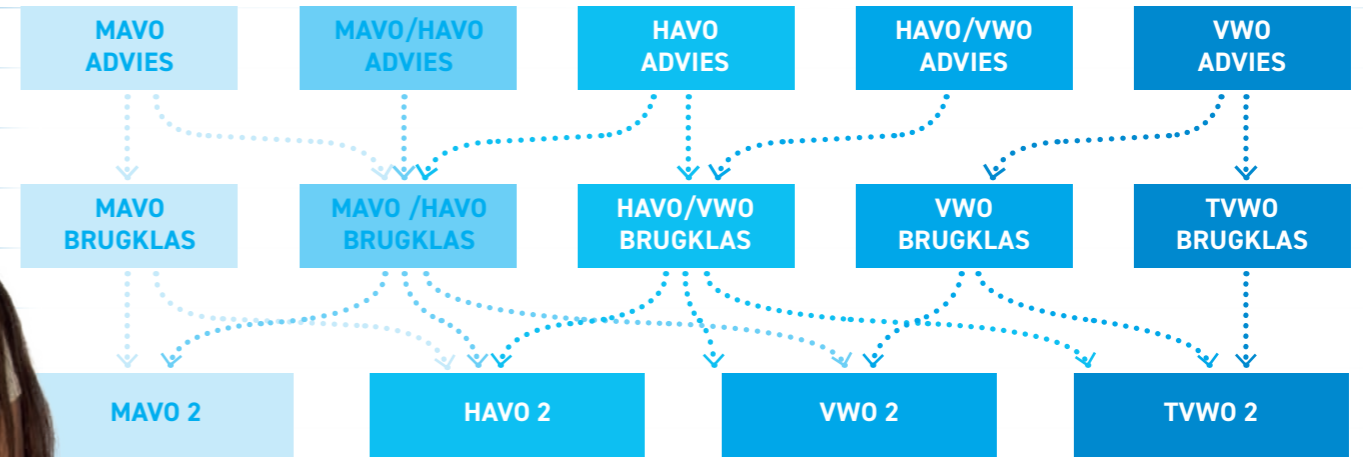 MAVO
ADVIES
MAVO/HAVO
ADVIES
HAVO
ADVIES
HAVO/VWO
ADVIES
VWO
ADVIES
MAVO
BRUGKLAS
MAVO /HAVO
BRUGKLAS
HAVO/VWO
BRUGKLAS
VWO
BRUGKLAS
TVWO
BRUGKLAS
MAVO 2
HAVO 2
VWO 2
TVWO 2